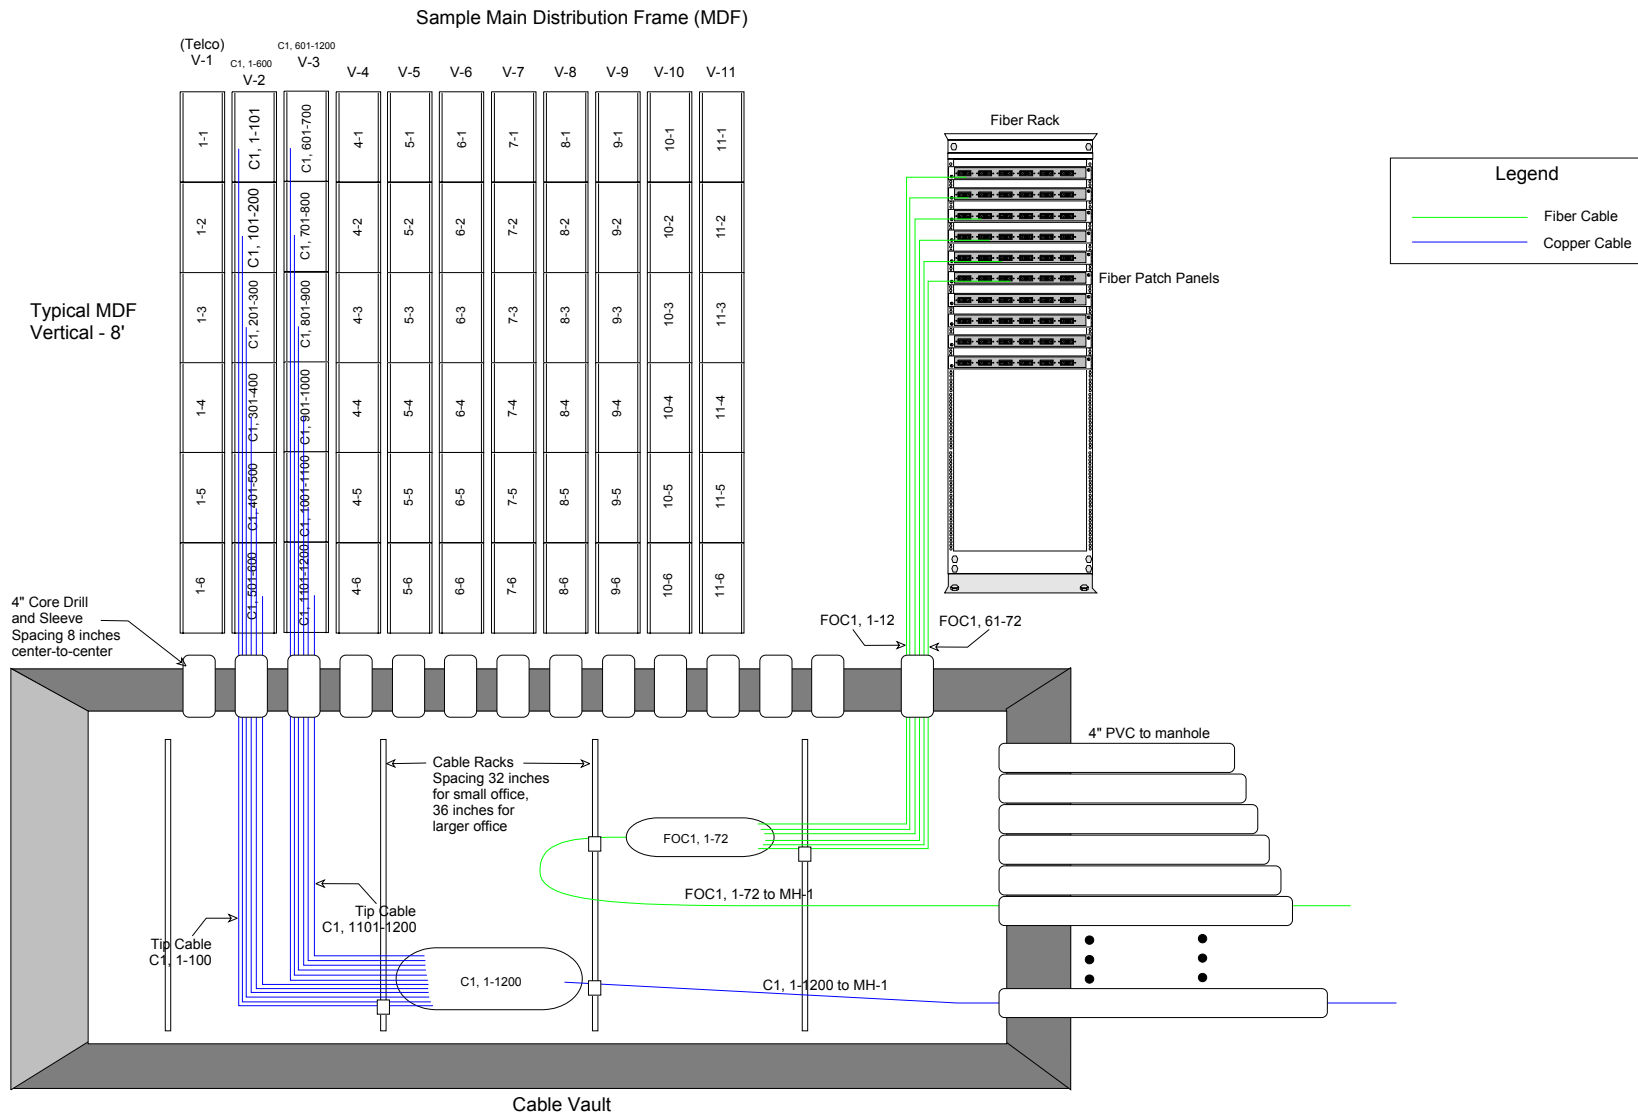 Sample Main Distribution Frame (MDF)
(Telco)
V-1
C1, 1-600
V-2
C1, 601-1200
V-3
V-4
V-5
V-6
V-7
V-8
V-9
V-10
V-11
1-1
C1, 1-101
C1, 601-700
4-1
5-1
6-1
7-1
8-1
9-1
10-1
11-1
1-2
C1, 101-200
C1, 701-800
4-2
5-2
6-2
7-2
8-2
9-2
10-2
11-2
1-3
C1, 201-300
C1, 801-900
4-3
5-3
6-3
7-3
8-3
9-3
10-3
11-3
1-4
C1, 301-400
C1, 901-1000
4-4
5-4
6-4
7-4
8-4
9-4
10-4
11-4
1-5
C1, 401-500
C1, 1001-1100
4-5
5-5
6-5
7-5
8-5
9-5
10-5
11-5
1-6
C1, 501-600
C1, 1101-1200
4-6
5-6
6-6
7-6
8-6
9-6
10-6
11-6
Typical MDF
Vertical - 8'
Fiber Rack
Fiber Patch Panels
Legend
Fiber Cable
Copper Cable
4" Core Drill
and Sleeve
Spacing 8 inches
center-to-center
FOC1, 1-12
FOC1, 61-72
4" PVC to manhole
Cable Racks
Spacing 32 inches
for small office,
36 inches for
larger office
FOC1, 1-72
FOC1, 1-72 to MH-1
Tip Cable
C1, 1101-1200
Tip Cable
C1, 1-100
C1, 1-1200
C1, 1-1200 to MH-1
Cable Vault